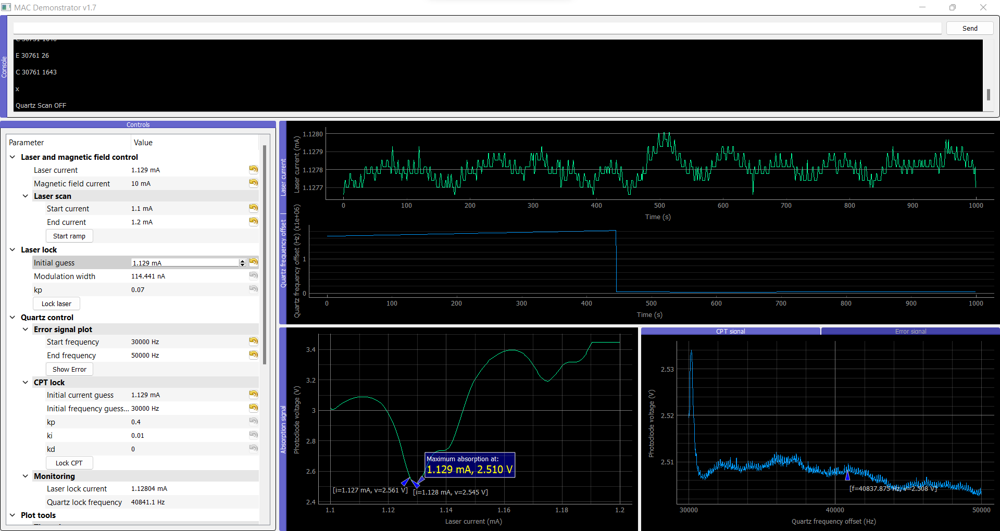 MAC Demonstrator v1.7
Send
Console
E 30761 26
C 30761 1643
x
Quartz Scan OFF
Controls
Parameter Value
Laser and magnetic field control
Laser current 1.129 mA
Magnetic field current 10 mA
Laser scan
Start current 1.1 mA
End current 1.2 mA
Start ramp
Laser lock
Initial guess 1.129 mA
Modulation width 114.441 nA
kp 0.07
Lock laser
Quartz control
Error signal plot
Start frequency 30000 Hz
End frequency 50000 Hz
Show Error
CPT lock
Initial current guess 1.129 mA
Initial frequency guess... 30000 Hz
kp 0.4
ki 0.01
kd 0
Lock CPT
Monitoring
Laser lock current 1.12804 mA
Quartz lock frequency 40841.1 Hz
Plot tools
Laser current
Laser current (mA)
1.1280
1.1279
1.1278
1.1277
0 100 200 300 400 500 600 700 800 900 1000
Time (s)
Quartz frequency offset
Quartz frequency offset (Hz) (x1e+06)
1
0
0 100 200 300 400 500 600 700 800 900 1000
Time (s)
Absorption signal
Photodiode voltage (V)
3.4
3.2
3
2.8
2.6
2.4
Maximum absorption at:
1.129 mA, 2.510 V
[i=1.127 mA, v=2.561 V]
[i=1.128 mA, v=2.545 V]
1.1 1.12 1.14 1.16 1.18 1.2
Laser current (mA)
CPT signal Error signal
Photodiode voltage (V)
2.53
2.52
2.51
[f=40837.875 Hz, v=2.508 V]
30000 40000 50000
Quartz frequency offset (Hz)